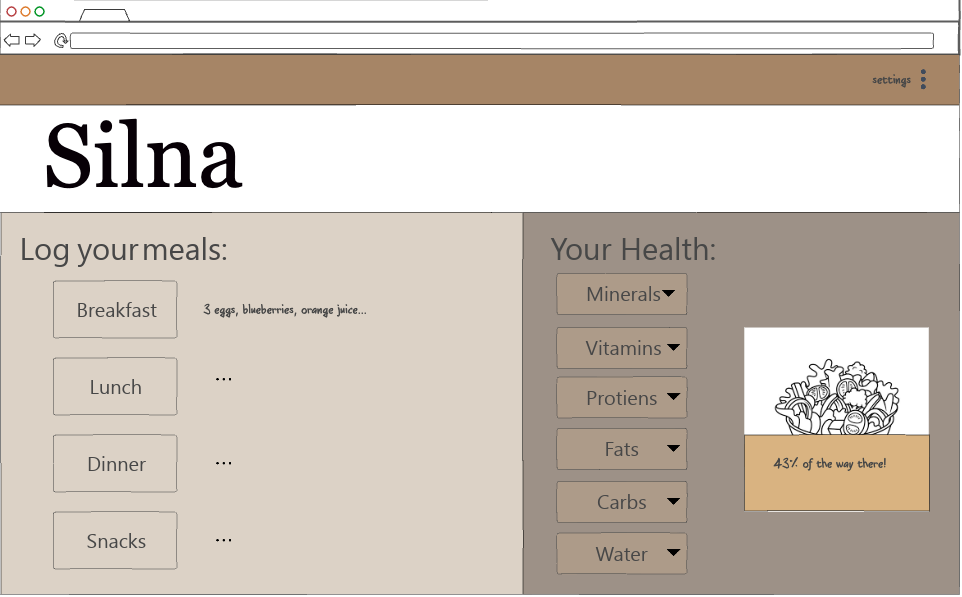 settings
Silna
Log your meals:
Breakfast
3 eggs, blueberries, orange juice...
Lunch
...
Dinner
...
Snacks
...
Your Health:
Minerals
Vitamins
Protiens
Fats
Carbs
Water
43% of the way there!